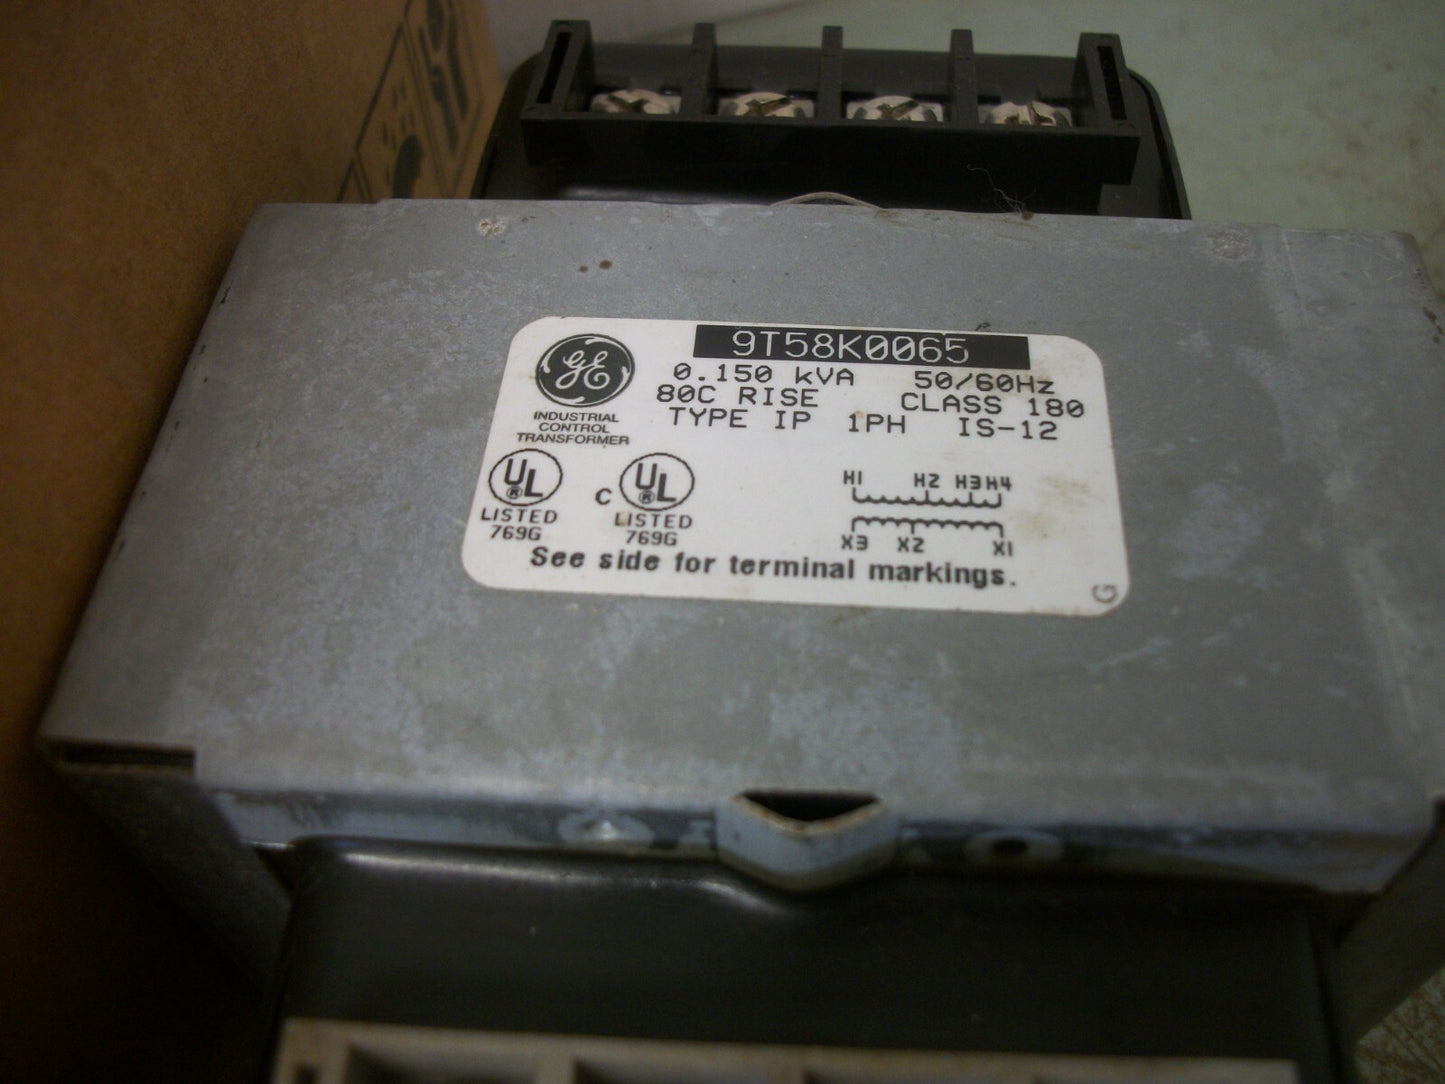 9T58K0065
0.150 kVA 50/60Hz
80C RISE CLASS 180
TYPE IP 1PH IS-12
GE
INDUSTRIAL
CONTROL
TRANSFORMER
UL® C UL®
LISTED LISTED
769G 769G
H1 H2 H3 H4
X3 X2 X1
See side for terminal markings.
G